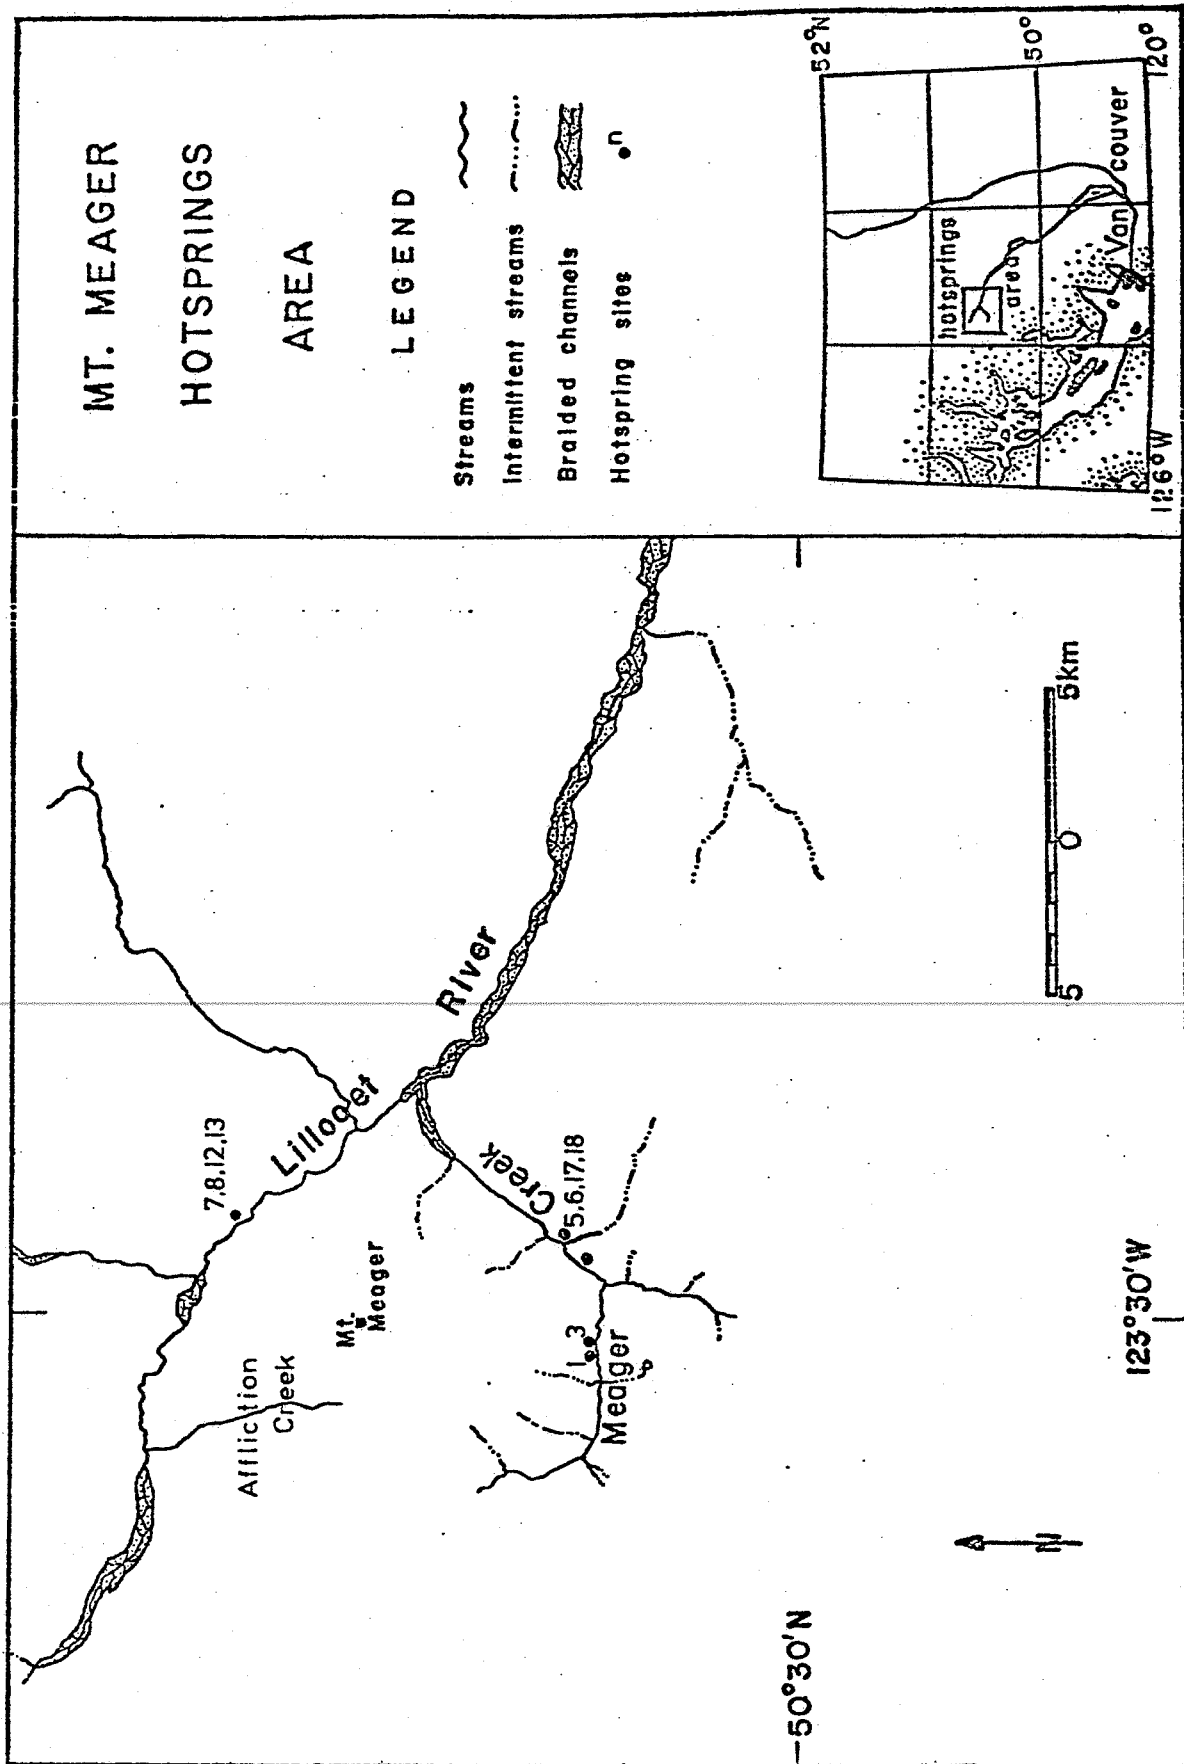 MT. MEAGER
HOTSPRINGS
AREA
LEGEND
Streams
Intermittent streams
Braided channels
Hotspring sites
n
52°N
50°
120°
126°W
hotsprings
area
Vancouver
7,8,12,13
Lillooet
River
Affliction
Creek
Mt.
Meager
Creek
5,6,17,18
1 3
Meager
50°30'N
123°30'W
N
5 0 5km